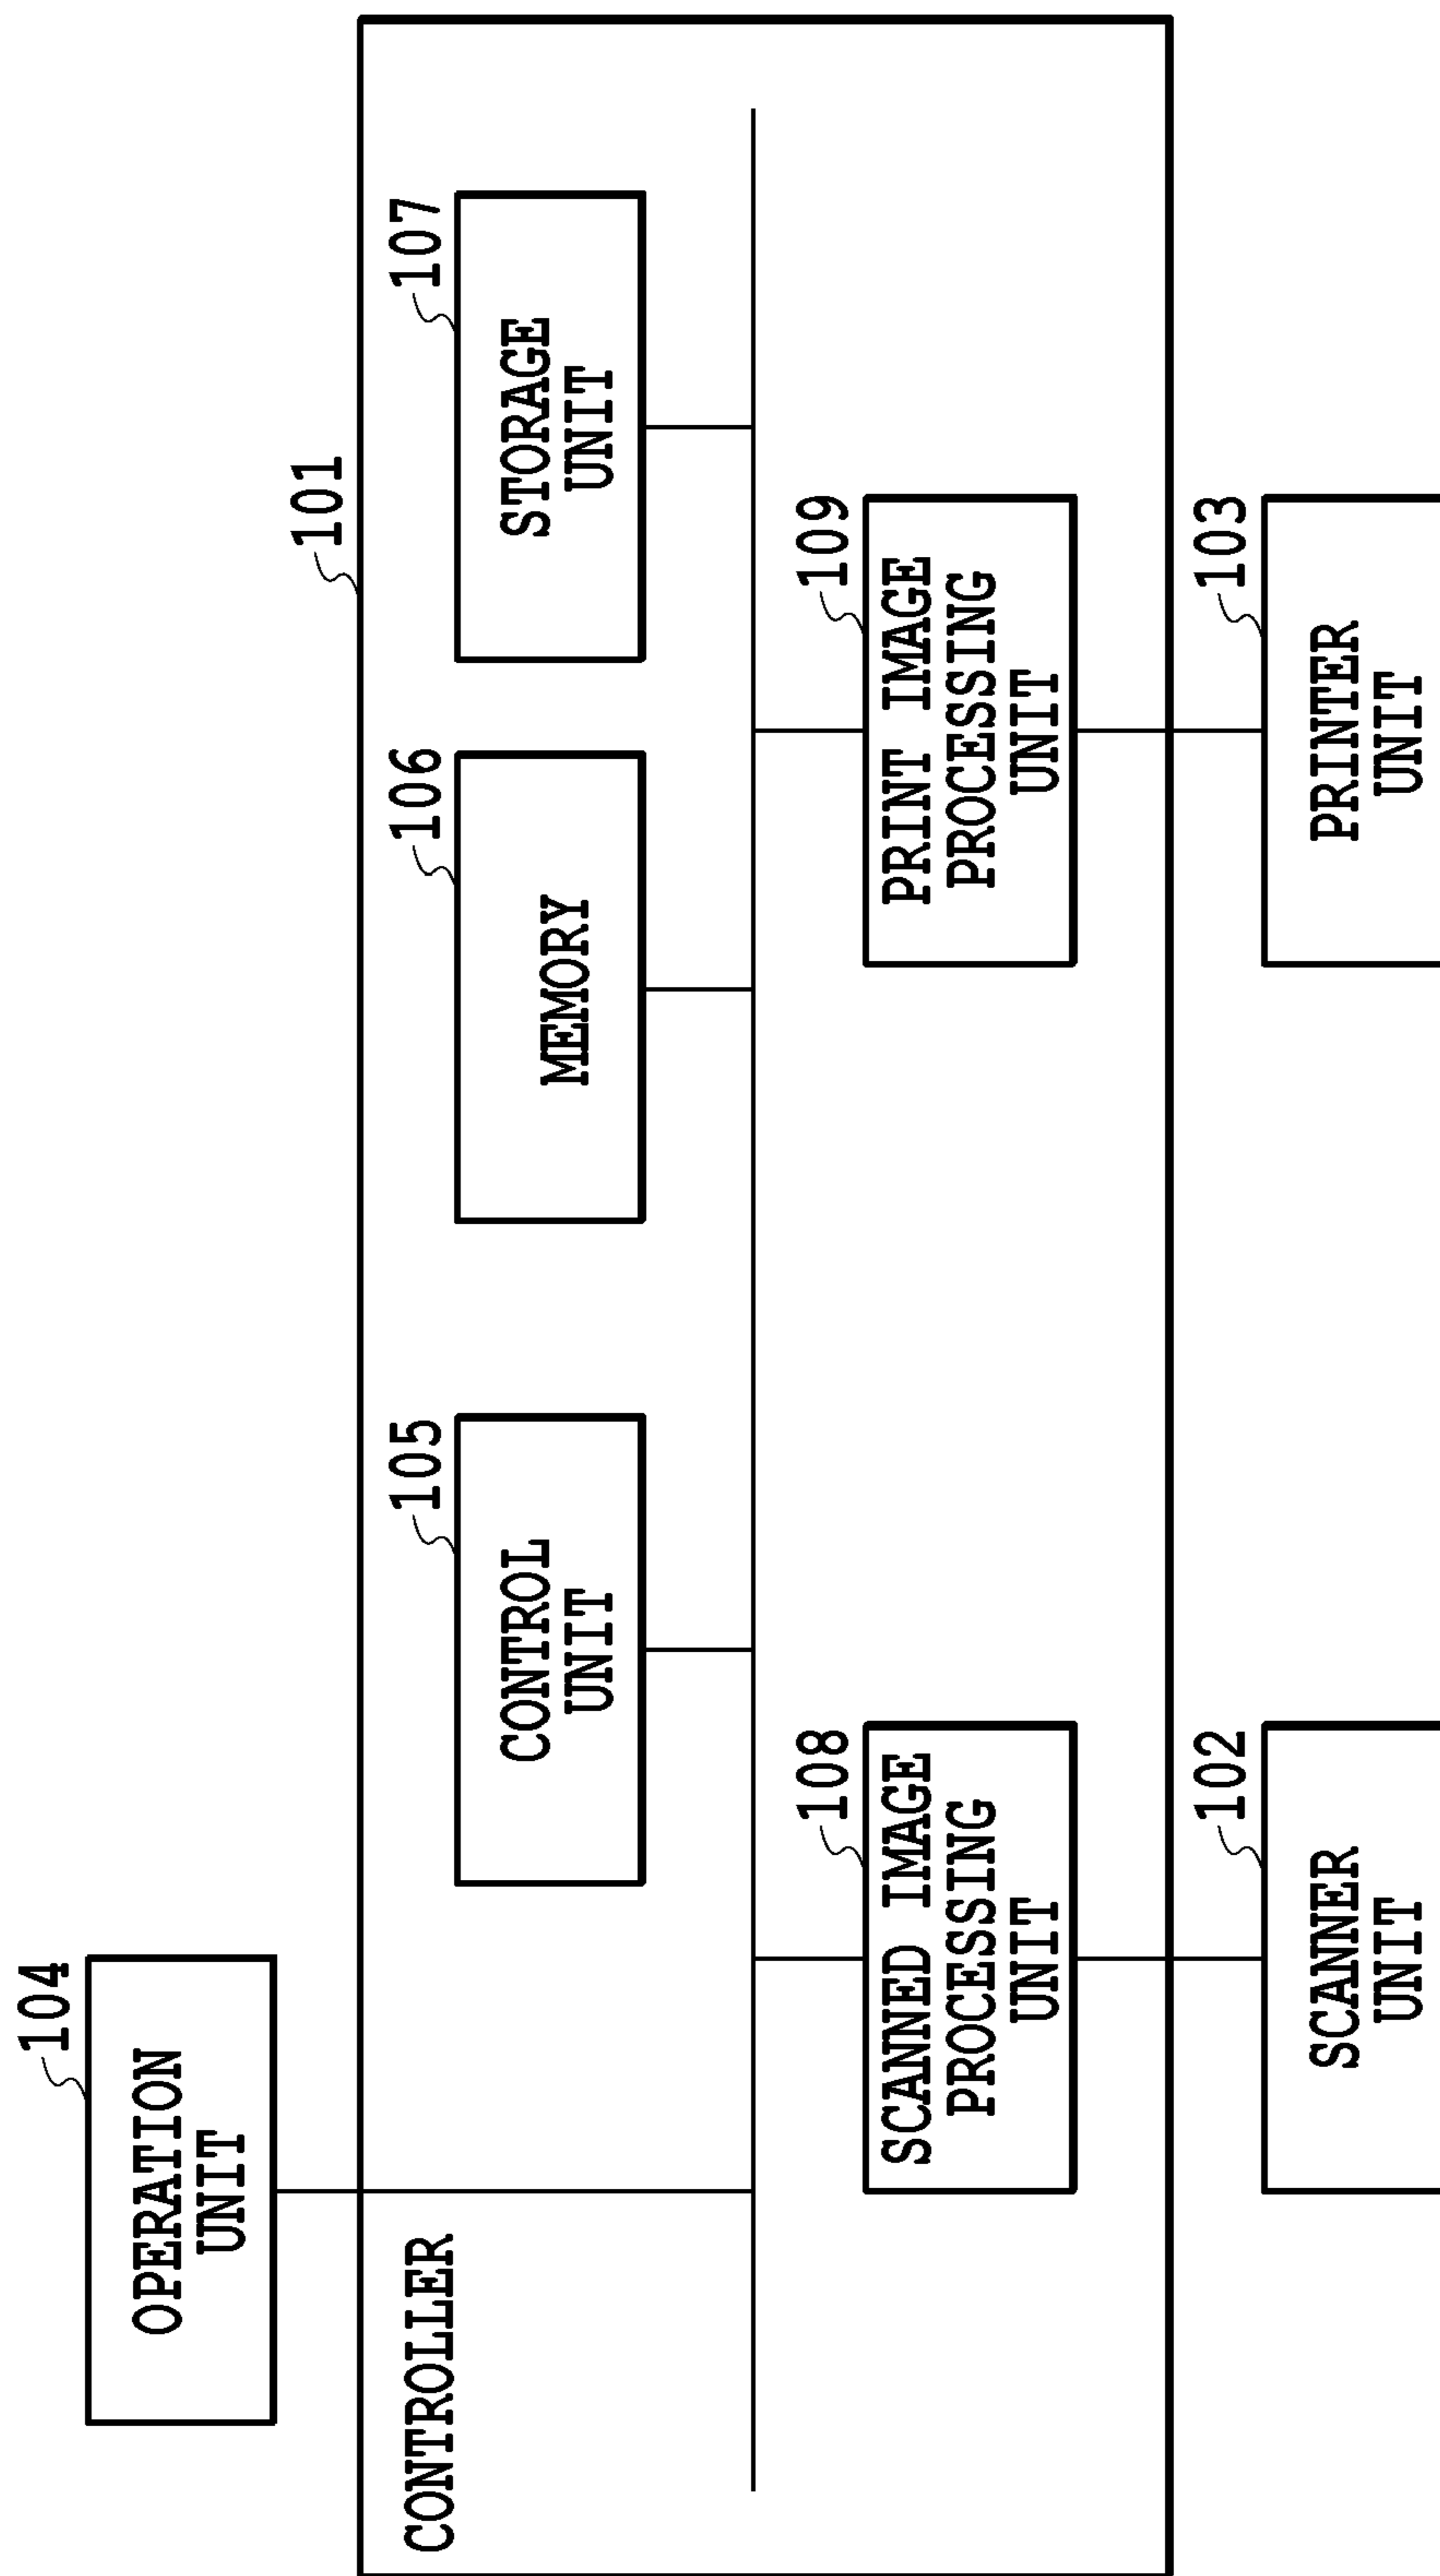 104
OPERATION
UNIT
101
CONTROLLER
105
CONTROL
UNIT
106
MEMORY
107
STORAGE
UNIT
108
SCANNED IMAGE
PROCESSING
UNIT
109
PRINT IMAGE
PROCESSING
UNIT
102
SCANNER
UNIT
103
PRINTER
UNIT